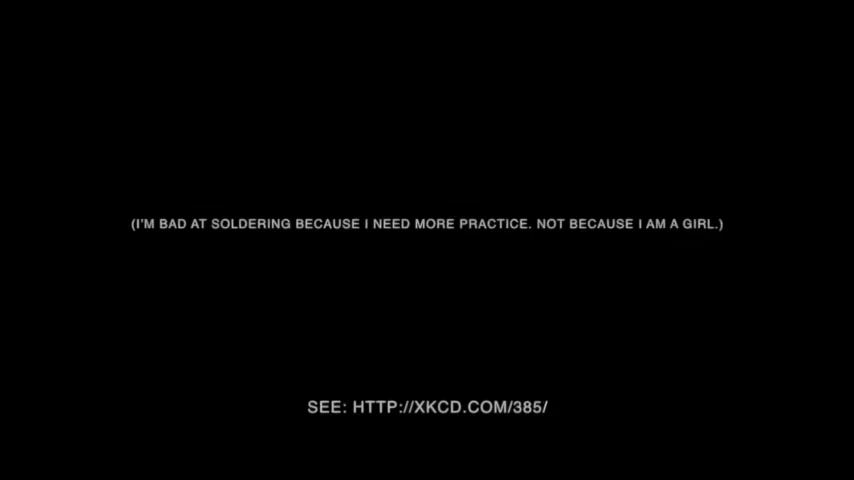 (I'M BAD AT SOLDERING BECAUSE I NEED MORE PRACTICE. NOT BECAUSE I AM A GIRL.)
SEE: HTTP://XKCD.COM/385/